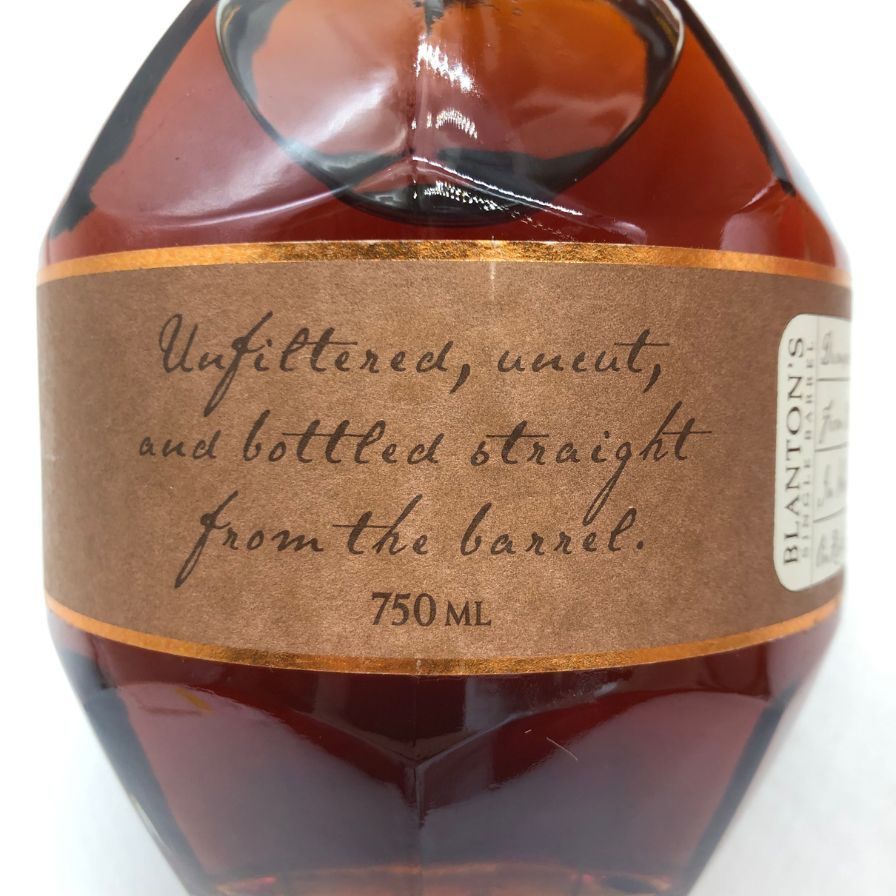 Unfiltered, uncut,
and bottled straight
from the barrel.
750 ML
BLANTON'S
SINGLE BARREL